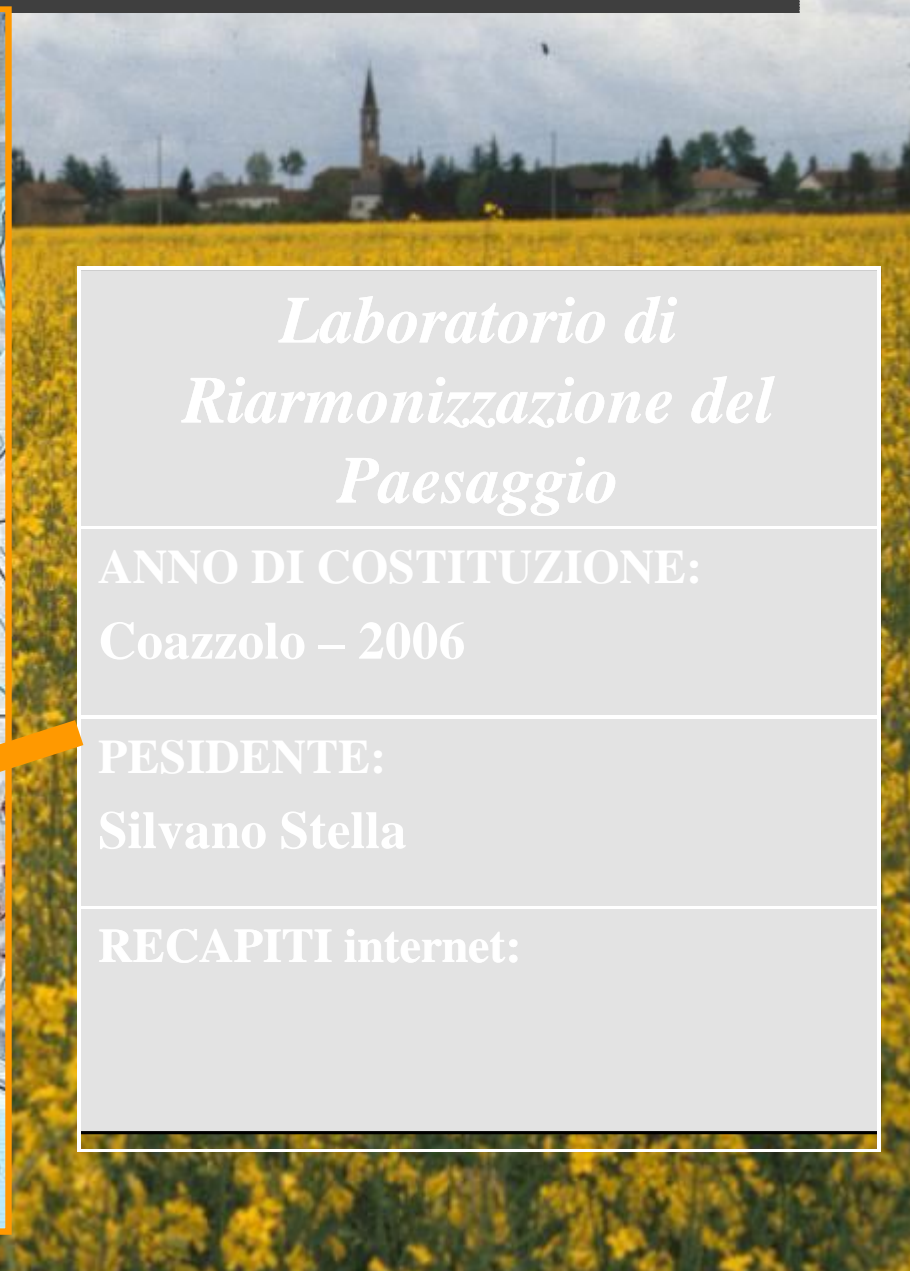 Laboratorio di
Riarmonizzazione del
Paesaggio
ANNO DI COSTITUZIONE:
Coazzolo – 2006
PESIDENTE:
Silvano Stella
RECAPITI internet: